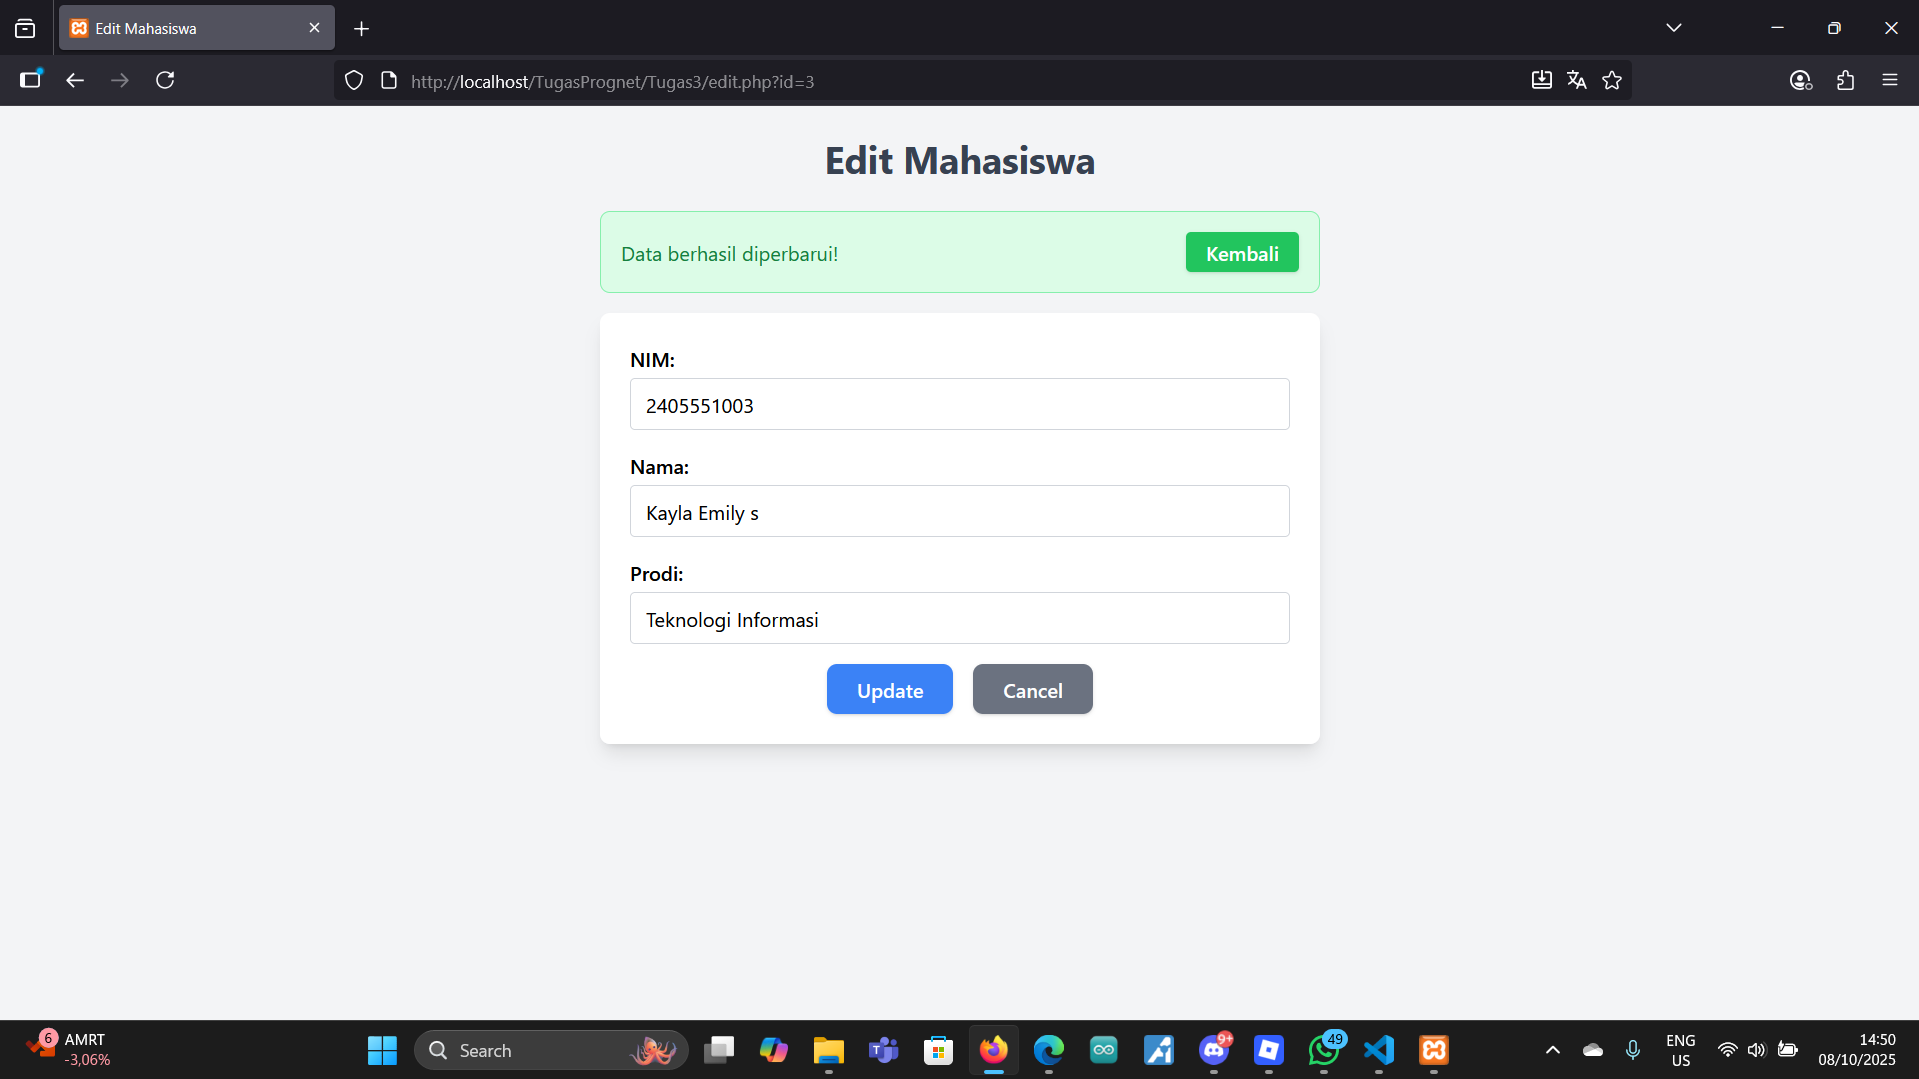 Edit Mahasiswa
http://localhost/TugasPrognet/Tugas3/edit.php?id=3
Edit Mahasiswa
Data berhasil diperbarui!
Kembali
NIM:
2405551003
Nama:
Kayla Emily s
Prodi:
Teknologi Informasi
Update
Cancel
6
AMRT
-3,06%
Search
9+
49
ENG
US
14:50
08/10/2025